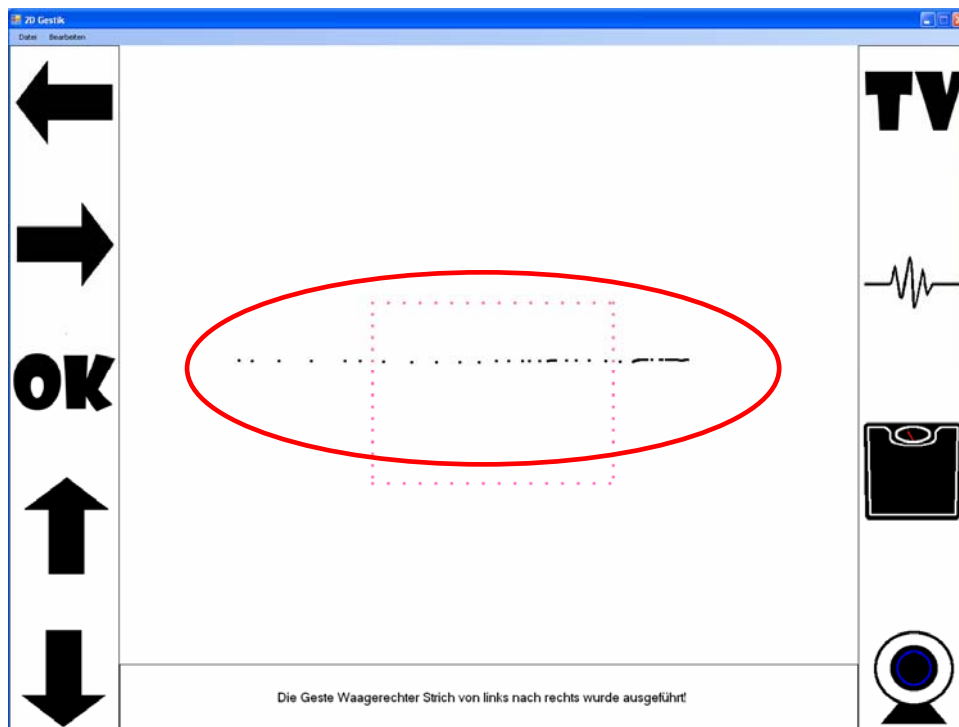 2D Gestik
Datei Bearbeiten
TV
OK
Die Geste Waagerechter Strich von links nach rechts wurde ausgeführt!